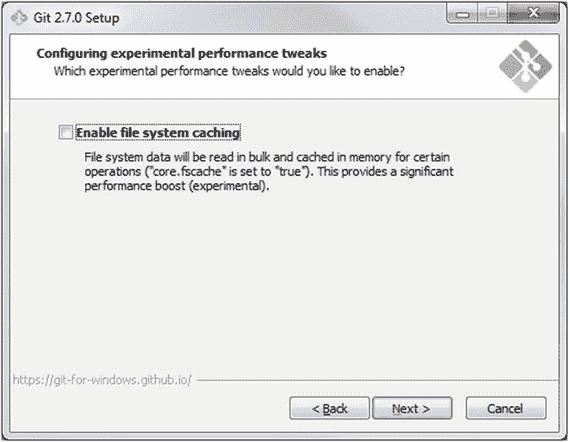 Git 2.7.0 Setup
Configuring experimental performance tweaks
Which experimental performance tweaks would you like to enable?
Enable file system caching
File system data will be read in bulk and cached in memory for certain
operations ("core.fscache" is set to "true"). This provides a significant
performance boost (experimental).
https://git-for-windows.github.io/
< Back
Next >
Cancel